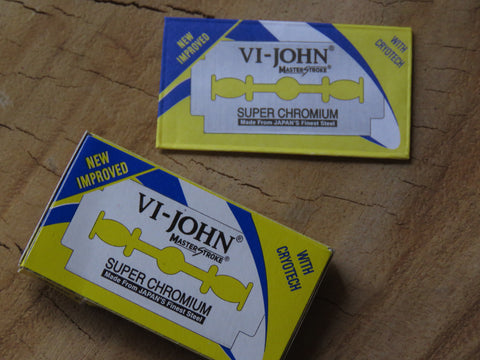 NEW
IMPROVED
VI-JOHN®
MASTERSTROKE®
WITH
CRYOTECH
SUPER CHROMIUM
Made From JAPAN'S Finest Steel
NEW
IMPROVED
VI-JOHN®
MASTERSTROKE®
WITH
CRYOTECH
SUPER CHROMIUM
Made From JAPAN'S Finest Steel